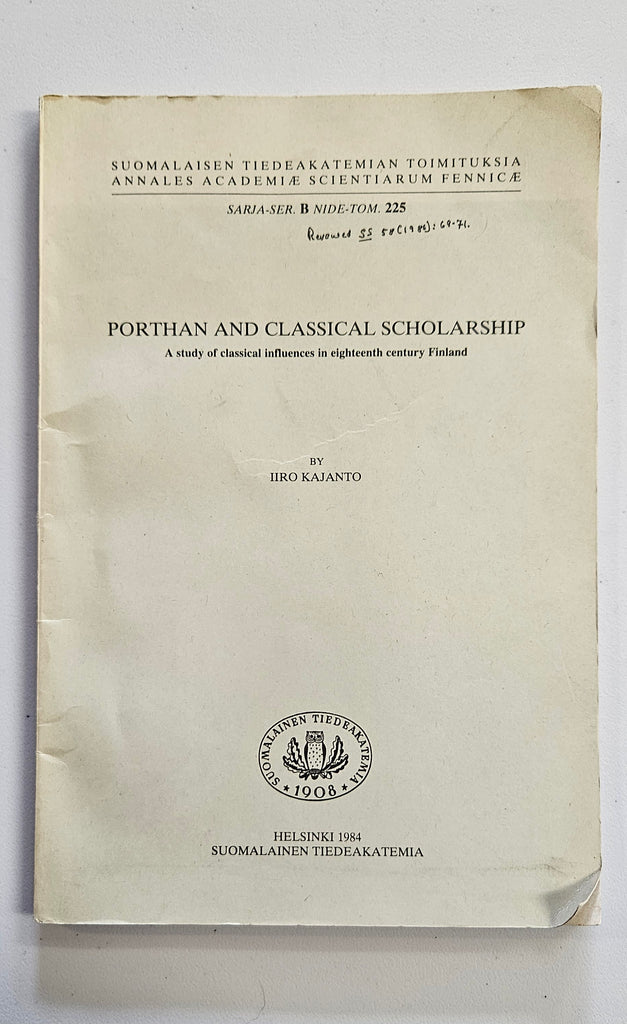 SUOMALAISEN TIEDEAKATEMIAN TOIMITUKSIA
ANNALES ACADEMIÆ SCIENTIARUM FENNICÆ
SARJA-SER. B NIDE-TOM. 225
Reviewed SS 58 (1986): 69-71.
PORTHAN AND CLASSICAL SCHOLARSHIP
A study of classical influences in eighteenth century Finland
BY
IIRO KAJANTO
SUOMALAINEN TIEDEAKATEMIA
★ 1908 ★
HELSINKI 1984
SUOMALAINEN TIEDEAKATEMIA